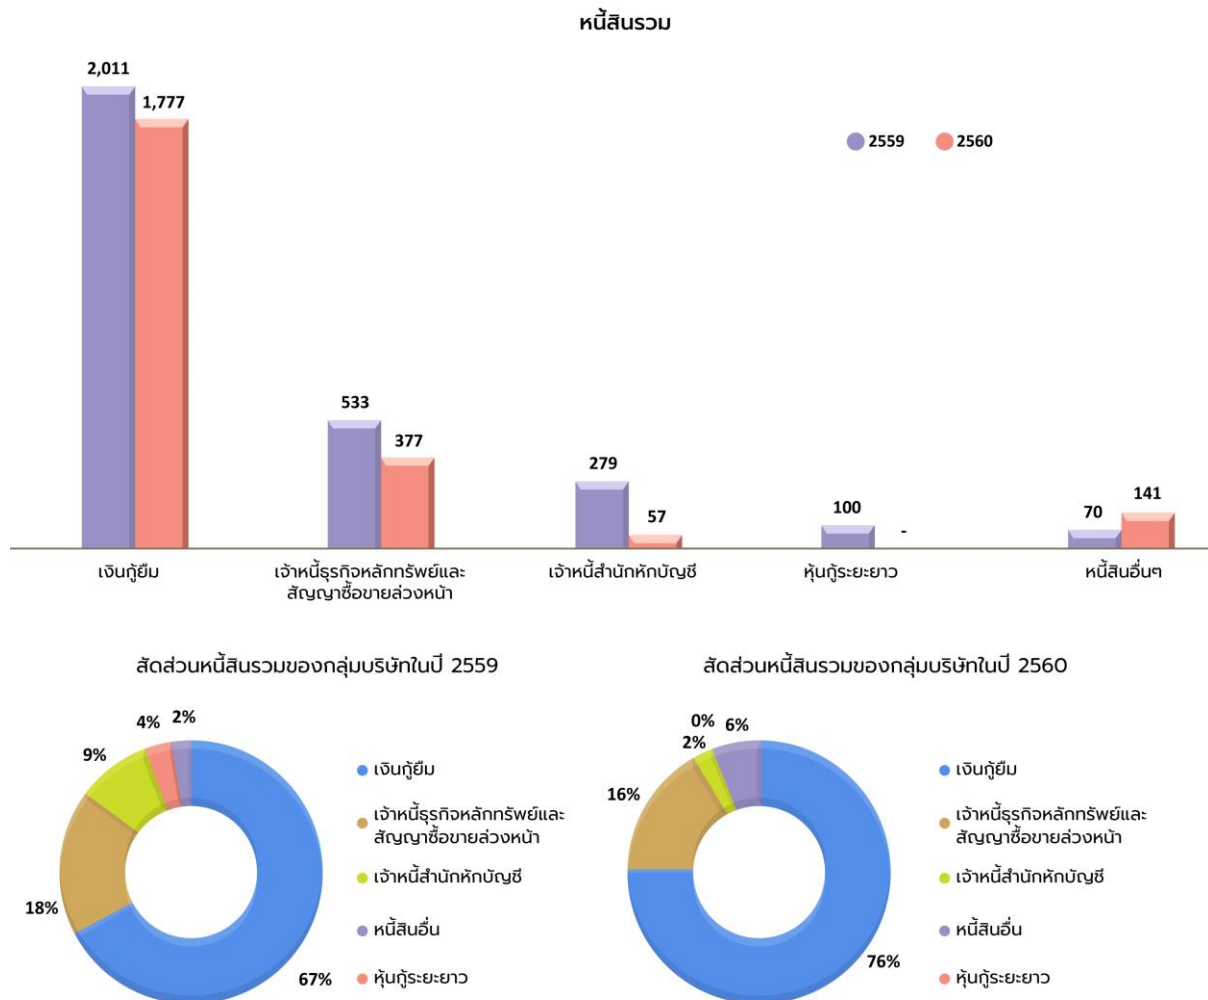 หนี้สินรวม
2,011
1,777
2559
2560
533
377
279
57
100
-
70
141
เงินกู้ยืม
เจ้าหนี้ธุรกิจหลักทรัพย์และ
สัญญาซื้อขายล่วงหน้า
เจ้าหนี้สำนักหักบัญชี
หุ้นกู้ระยะยาว
หนี้สินอื่นๆ
สัดส่วนหนี้สินรวมของกลุ่มบริษัทในปี 2559
4%
2%
9%
18%
67%
เงินกู้ยืม
เจ้าหนี้ธุรกิจหลักทรัพย์และ
สัญญาซื้อขายล่วงหน้า
เจ้าหนี้สำนักหักบัญชี
หนี้สินอื่น
หุ้นกู้ระยะยาว
สัดส่วนหนี้สินรวมของกลุ่มบริษัทในปี 2560
0%
6%
2%
16%
76%
เงินกู้ยืม
เจ้าหนี้ธุรกิจหลักทรัพย์และ
สัญญาซื้อขายล่วงหน้า
เจ้าหนี้สำนักหักบัญชี
หนี้สินอื่น
หุ้นกู้ระยะยาว